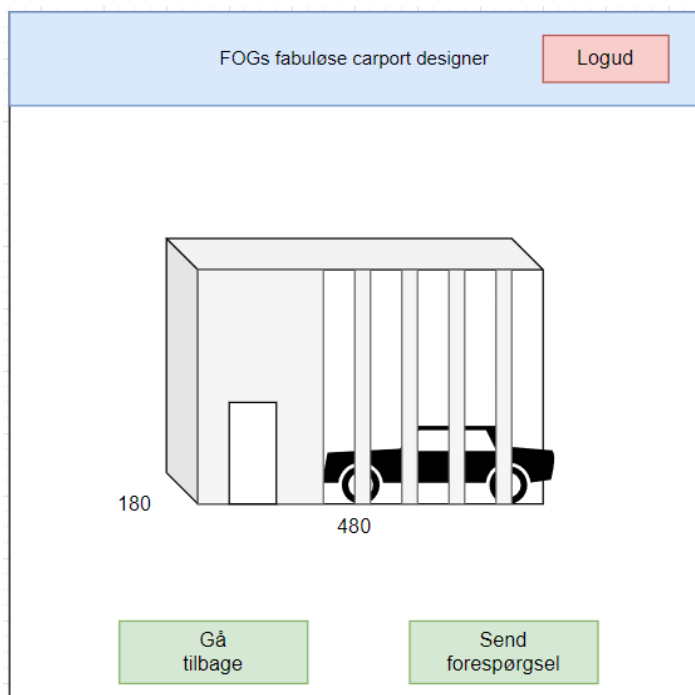 FOGs fabuløse carport designer
Logud
180
480
Gå
tilbage
Send
forespørgsel